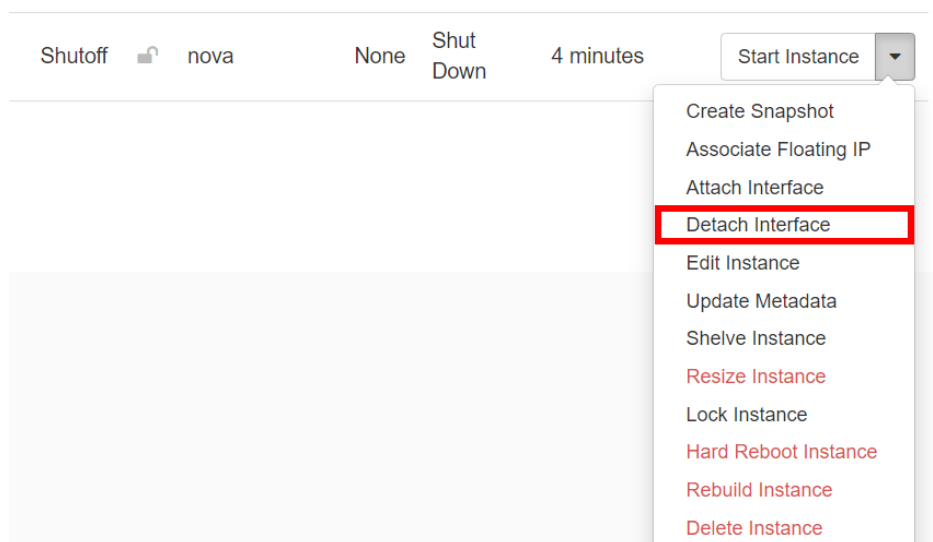 Shutoff nova None Shut Down 4 minutes Start Instance
Create Snapshot
Associate Floating IP
Attach Interface
Detach Interface
Edit Instance
Update Metadata
Shelve Instance
Resize Instance
Lock Instance
Hard Reboot Instance
Rebuild Instance
Delete Instance